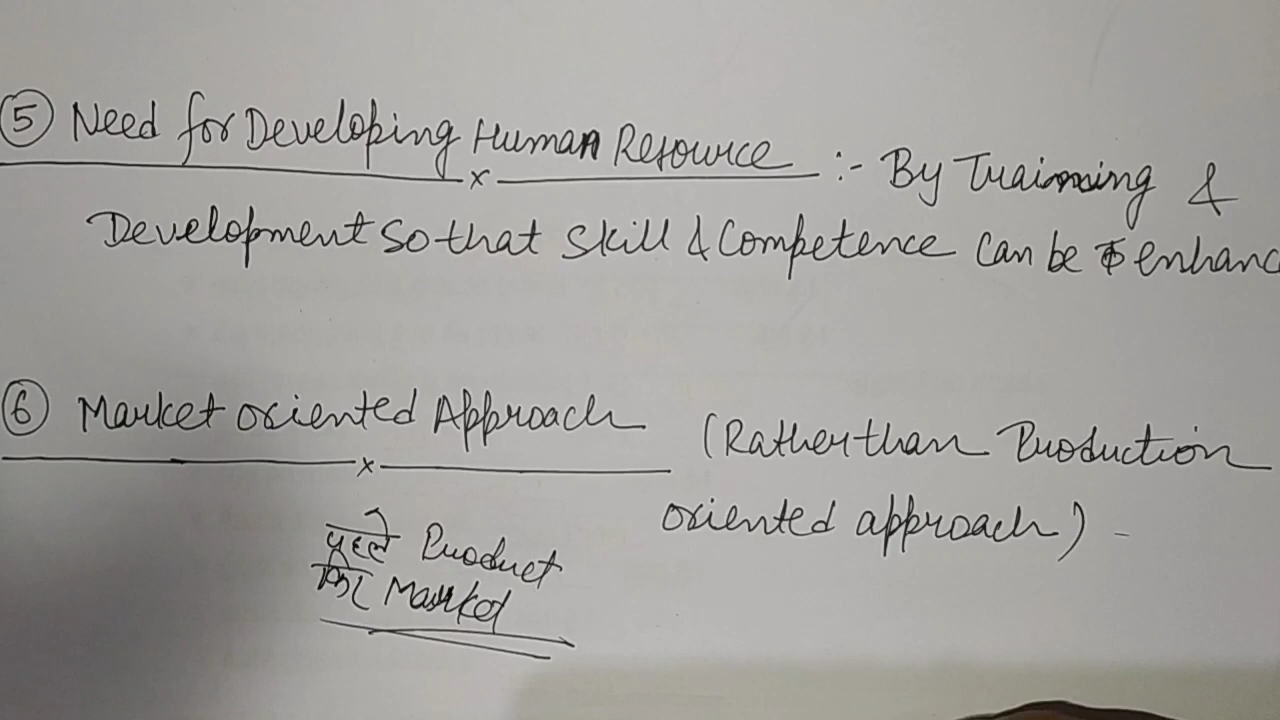 ⑤ Need for Developing Human Resource :- By Training &
Development So that Skill & Competence Can be enhanc
⑥ Market oriented Approach (Rather than Production
oriented approach) -
पहले Product
फिर Market